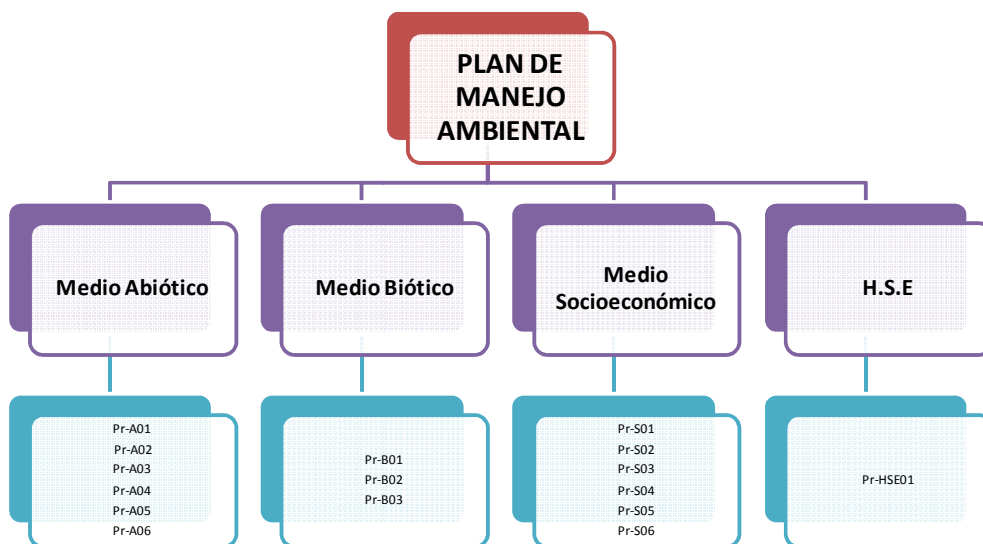 PLAN DE
MANEJO
AMBIENTAL
Medio Abiótico
Medio Biótico
Medio
Socioeconómico
H.S.E
Pr-A01
Pr-A02
Pr-A03
Pr-A04
Pr-A05
Pr-A06
Pr-B01
Pr-B02
Pr-B03
Pr-S01
Pr-S02
Pr-S03
Pr-S04
Pr-S05
Pr-S06
Pr-HSE01